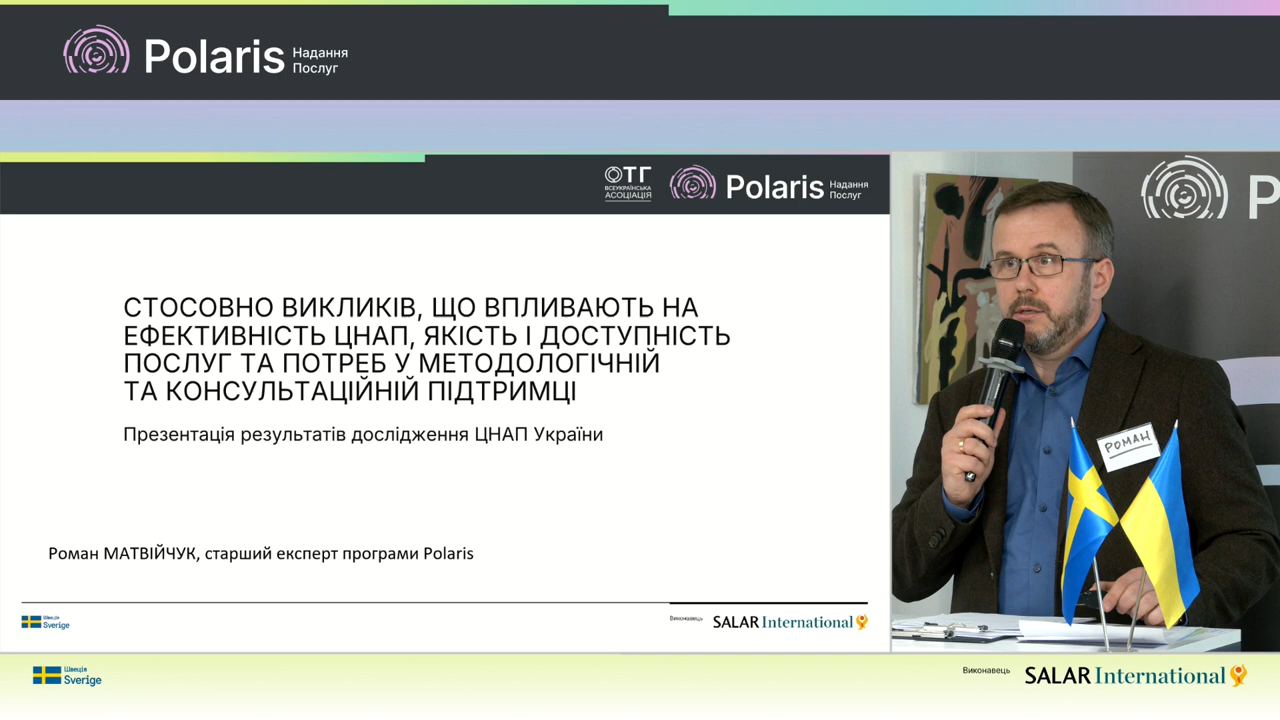 Polaris Надання
Послуг
ОТГ
ВСЕУКРАЇНСЬКА
АСОЦІАЦІЯ
Polaris Надання
Послуг
P
СТОСОВНО ВИКЛИКІВ, ЩО ВПЛИВАЮТЬ НА
ЕФЕКТИВНІСТЬ ЦНАП, ЯКІСТЬ І ДОСТУПНІСТЬ
ПОСЛУГ ТА ПОТРЕБ У МЕТОДОЛОГІЧНІЙ
ТА КОНСУЛЬТАЦІЙНІЙ ПІДТРИМЦІ
Презентація результатів дослідження ЦНАП України
РОМАН
Роман МАТВІЙЧУК, старший експерт програми Polaris
Швеція
Sverige
Виконавець SALAR International
Швеція
Sverige
Виконавець SALAR International